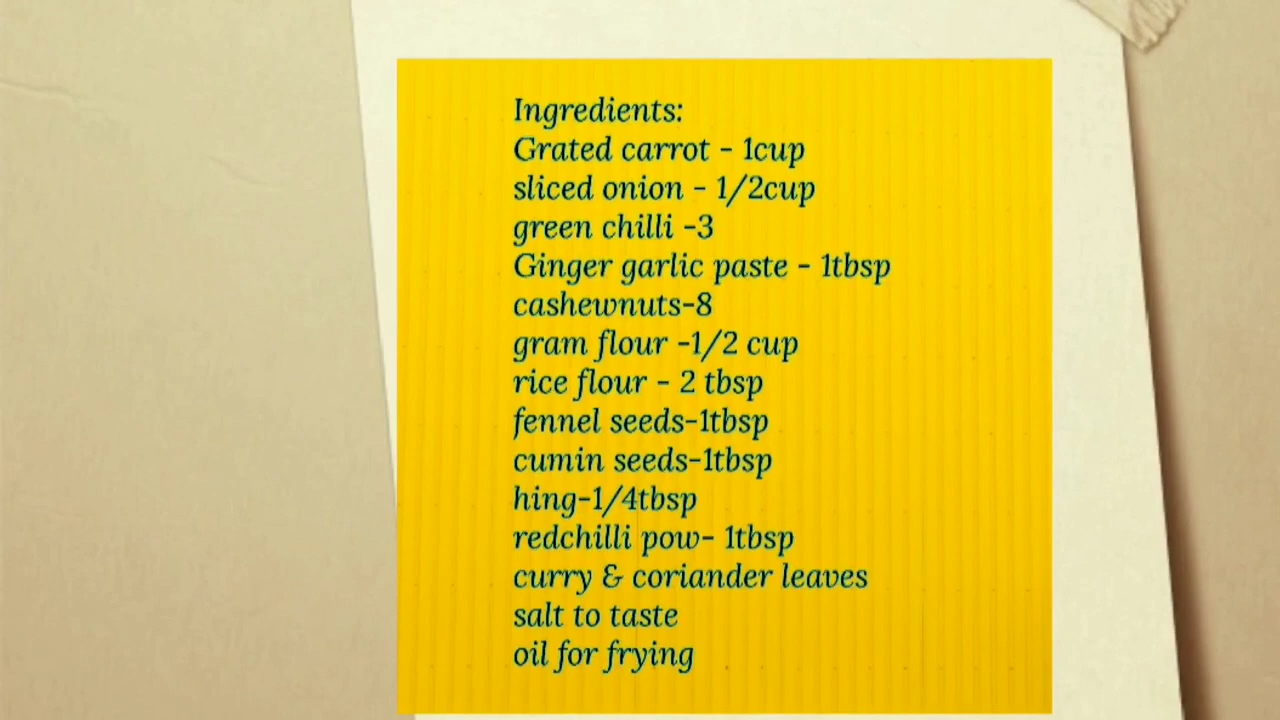 Ingredients:
Grated carrot - 1cup
sliced onion - 1/2cup
green chilli -3
Ginger garlic paste - 1tbsp
cashewnuts-8
gram flour -1/2 cup
rice flour - 2 tbsp
fennel seeds-1tbsp
cumin seeds-1tbsp
hing-1/4tbsp
redchilli pow- 1tbsp
curry & coriander leaves
salt to taste
oil for frying